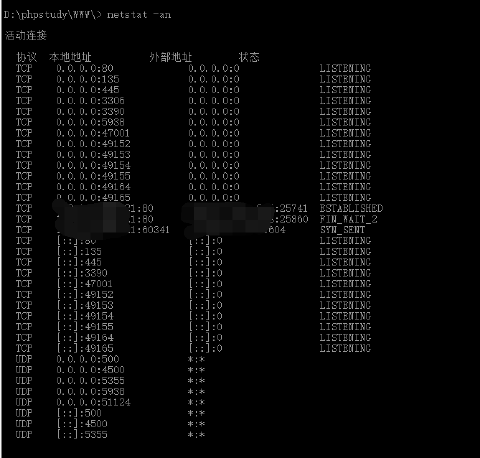 D:\phpstudy\WWW\> netstat -an
活动连接
协议 本地地址 外部地址 状态
TCP 0.0.0.0:80 0.0.0.0:0 LISTENING
TCP 0.0.0.0:135 0.0.0.0:0 LISTENING
TCP 0.0.0.0:445 0.0.0.0:0 LISTENING
TCP 0.0.0.0:3306 0.0.0.0:0 LISTENING
TCP 0.0.0.0:3390 0.0.0.0:0 LISTENING
TCP 0.0.0.0:5938 0.0.0.0:0 LISTENING
TCP 0.0.0.0:47001 0.0.0.0:0 LISTENING
TCP 0.0.0.0:49152 0.0.0.0:0 LISTENING
TCP 0.0.0.0:49153 0.0.0.0:0 LISTENING
TCP 0.0.0.0:49154 0.0.0.0:0 LISTENING
TCP 0.0.0.0:49155 0.0.0.0:0 LISTENING
TCP 0.0.0.0:49164 0.0.0.0:0 LISTENING
TCP 0.0.0.0:49165 0.0.0.0:0 LISTENING
TCP 1:80 :25741 ESTABLISHED
TCP 1:80 :25860 FIN_WAIT_2
TCP 1:60341 604 SYN_SENT
TCP [::]:80 [::]:0 LISTENING
TCP [::]:135 [::]:0 LISTENING
TCP [::]:445 [::]:0 LISTENING
TCP [::]:3390 [::]:0 LISTENING
TCP [::]:47001 [::]:0 LISTENING
TCP [::]:49152 [::]:0 LISTENING
TCP [::]:49153 [::]:0 LISTENING
TCP [::]:49154 [::]:0 LISTENING
TCP [::]:49155 [::]:0 LISTENING
TCP [::]:49164 [::]:0 LISTENING
TCP [::]:49165 [::]:0 LISTENING
UDP 0.0.0.0:500 *:*
UDP 0.0.0.0:4500 *:*
UDP 0.0.0.0:5355 *:*
UDP 0.0.0.0:5938 *:*
UDP 0.0.0.0:51124 *:*
UDP [::]:500 *:*
UDP [::]:4500 *:*
UDP [::]:5355 *:*